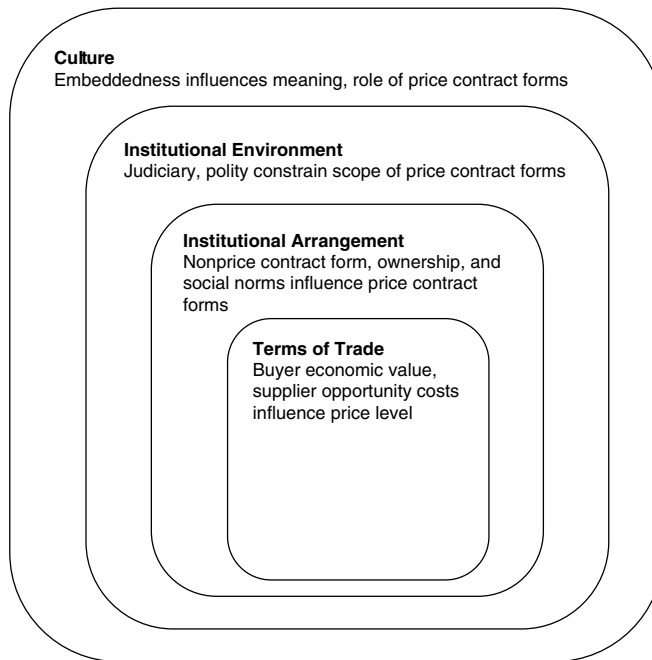 Culture
Embeddedness influences meaning, role of price contract forms
Institutional Environment
Judiciary, polity constrain scope of price contract forms
Institutional Arrangement
Nonprice contract form, ownership, and
social norms influence price contract
forms
Terms of Trade
Buyer economic value,
supplier opportunity costs
influence price level